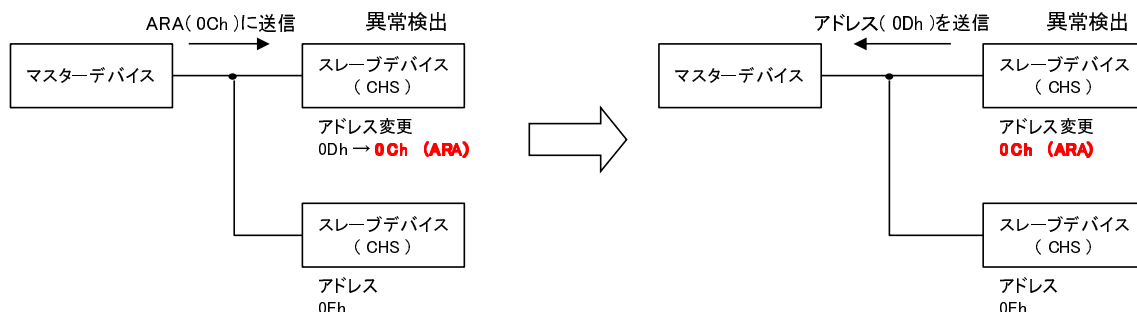 ARA( 0Ch )に送信
異常検出
マスターデバイス
スレーブデバイス
( CHS )
アドレス変更
0Dh → 0Ch (ARA)
スレーブデバイス
( CHS )
アドレス
アドレス( 0Dh )を送信
異常検出
マスターデバイス
スレーブデバイス
( CHS )
アドレス変更
0Ch (ARA)
スレーブデバイス
( CHS )
アドレス